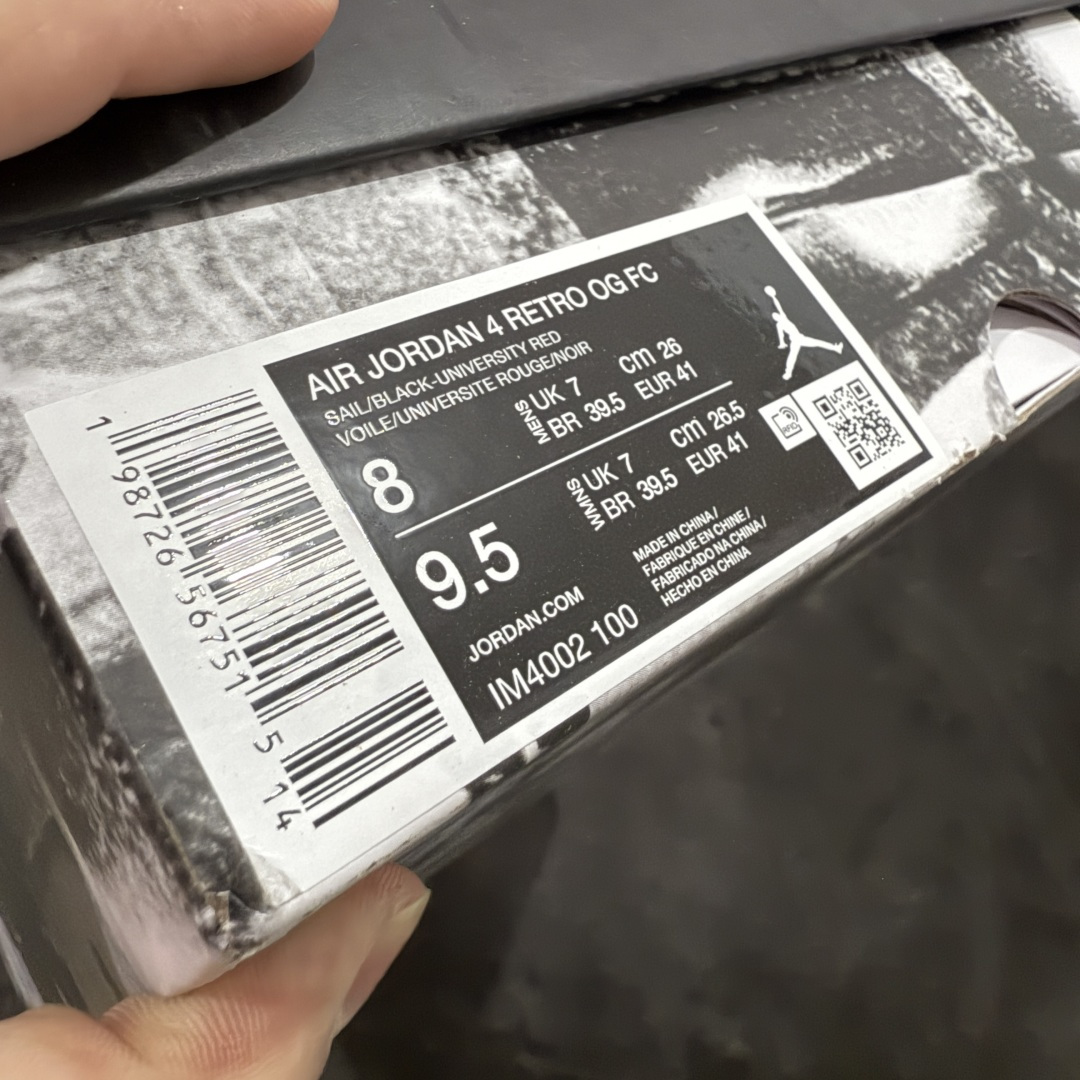 AIR JORDAN 4 RETRO OG FC
SAIL/BLACK-UNIVERSITY RED
VOILE/UNIVERSITE ROUGE/NOIR
8
MENS
UK 7 cm 26
BR 39.5 EUR 41
9.5
WMNS
UK 7 cm 26.5
BR 39.5 EUR 41
RFID
JORDAN.COM
IM4002 100
MADE IN CHINA /
FABRIQUE EN CHINE /
FABRICADO NA CHINA /
HECHO EN CHINA
1 98726 56751 5 14